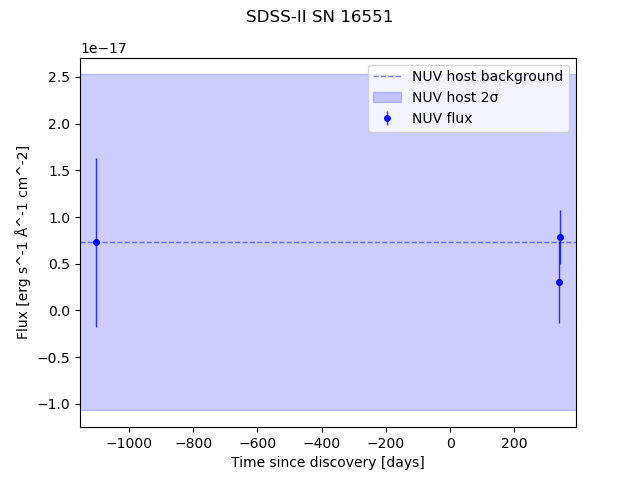 SDSS-II SN 16551
1e−17
NUV host background
NUV host 2σ
NUV flux
2.5
2.0
1.5
1.0
0.5
0.0
−0.5
−1.0
Flux [erg s^-1 Å^-1 cm^-2]
−1000
−800
−600
−400
−200
0
200
Time since discovery [days]